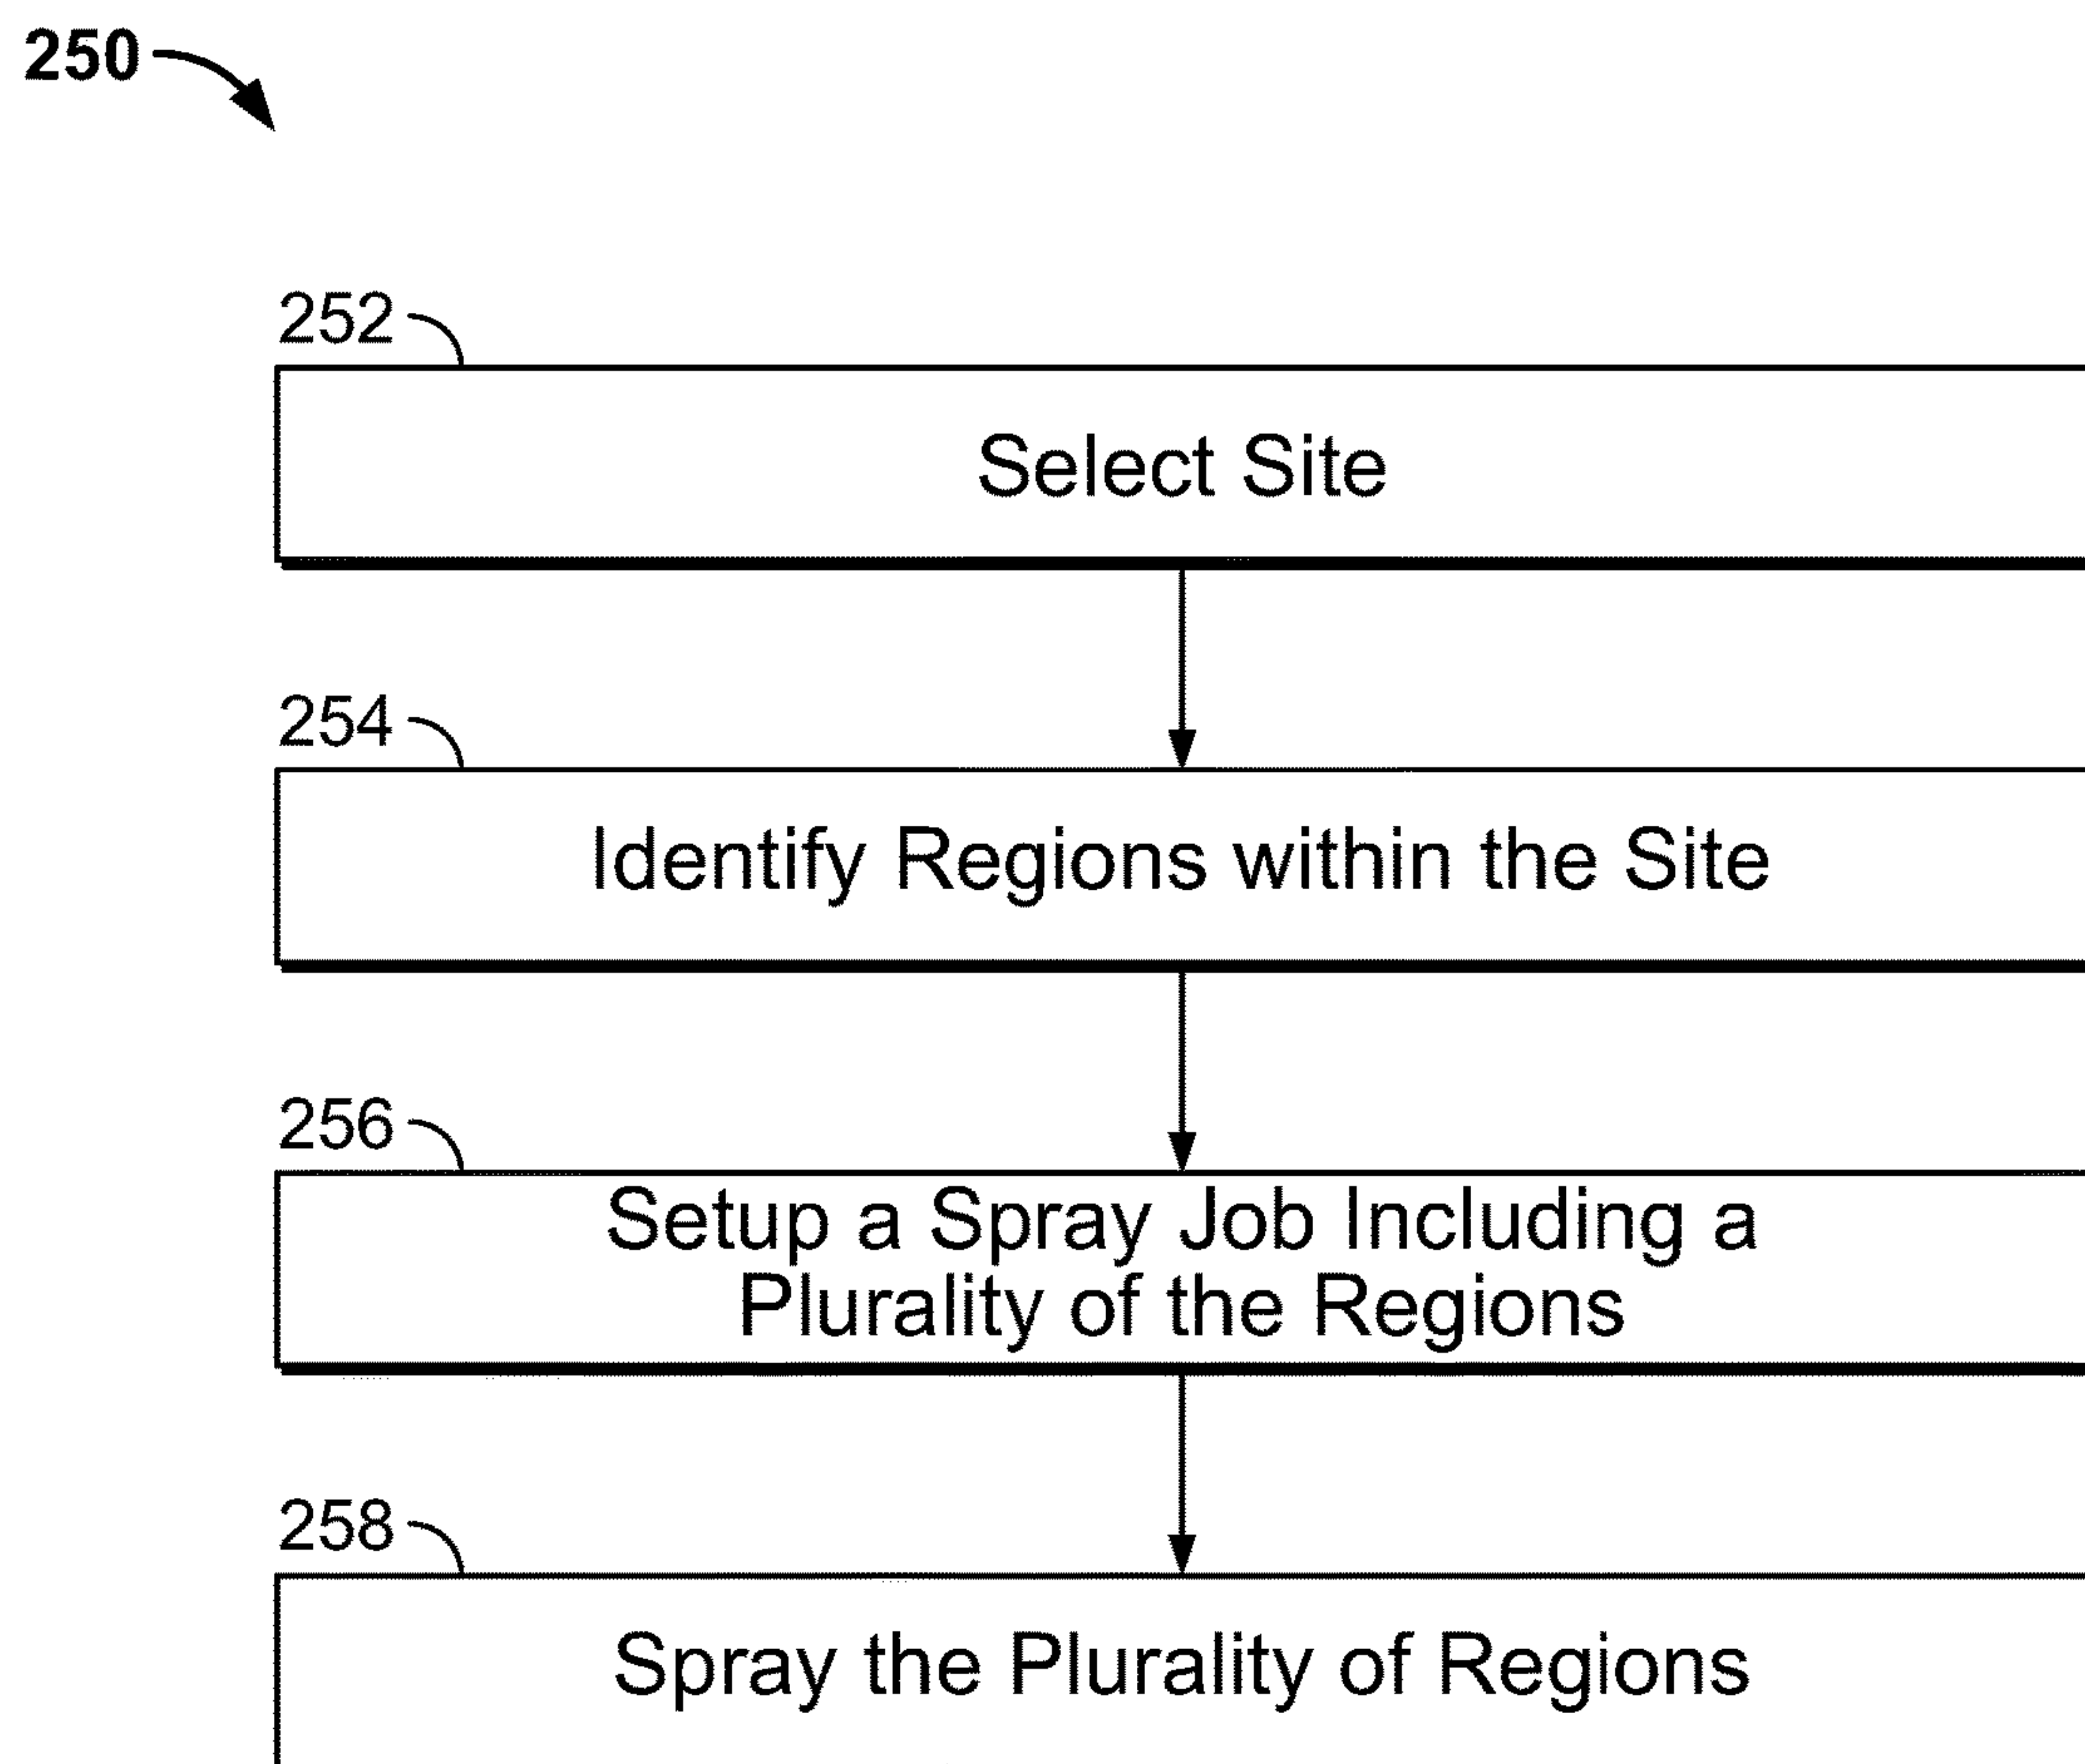 250
252
Select Site
254
Identify Regions within the Site
256
Setup a Spray Job Including a
Plurality of the Regions
258
Spray the Plurality of Regions